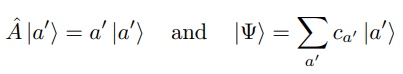 Â |a′⟩ = a′ |a′⟩ and |Ψ⟩ = ∑_{a′} c_{a′} |a′⟩